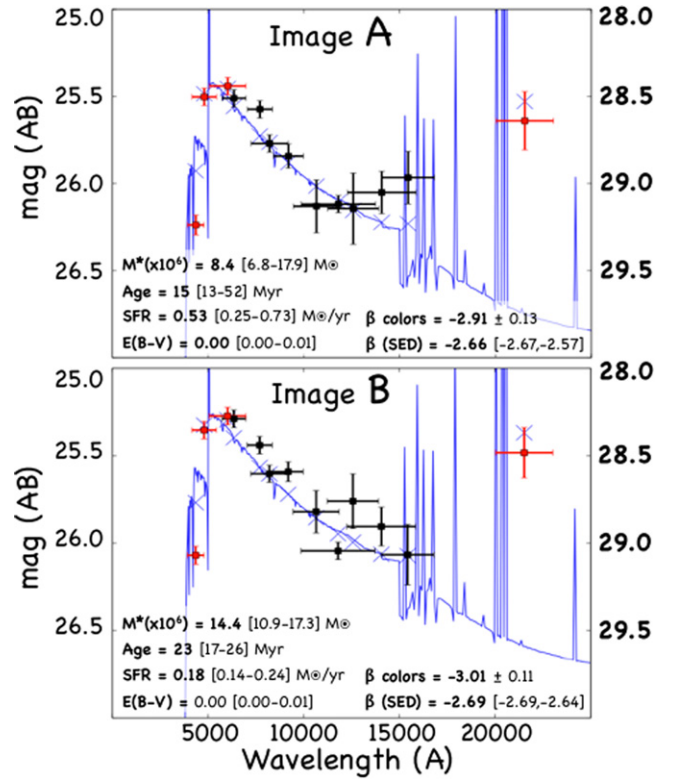 25.0
28.0
Image A
25.5
28.5
mag (AB)
26.0
29.0
26.5
29.5
M*(x10⁶) = 8.4 [6.8-17.9] M⊙
Age = 15 [13-52] Myr
SFR = 0.53 [0.25-0.73] M⊙/yr
β colors = -2.91 ± 0.13
E(B-V) = 0.00 [0.00-0.01]
β (SED) = -2.66 [-2.67,-2.57]
25.0
28.0
Image B
25.5
28.5
mag (AB)
26.0
29.0
26.5
29.5
M*(x10⁶) = 14.4 [10.9-17.3] M⊙
Age = 23 [17-26] Myr
SFR = 0.18 [0.14-0.24] M⊙/yr
β colors = -3.01 ± 0.11
E(B-V) = 0.00 [0.00-0.01]
β (SED) = -2.69 [-2.69,-2.64]
5000 10000 15000 20000
Wavelength (A)